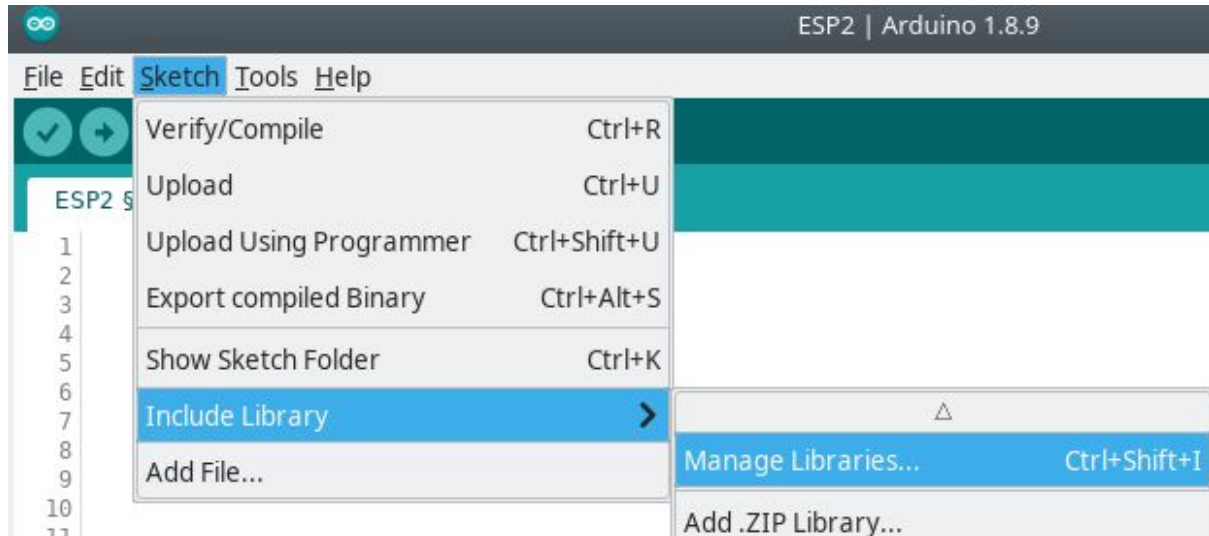 ESP2 | Arduino 1.8.9
File Edit Sketch Tools Help
Verify/Compile Ctrl+R
Upload Ctrl+U
Upload Using Programmer Ctrl+Shift+U
Export compiled Binary Ctrl+Alt+S
Show Sketch Folder Ctrl+K
Include Library
Add File...
Manage Libraries... Ctrl+Shift+I
Add .ZIP Library...
ESP2 §
1
2
3
4
5
6
7
8
9
10
11